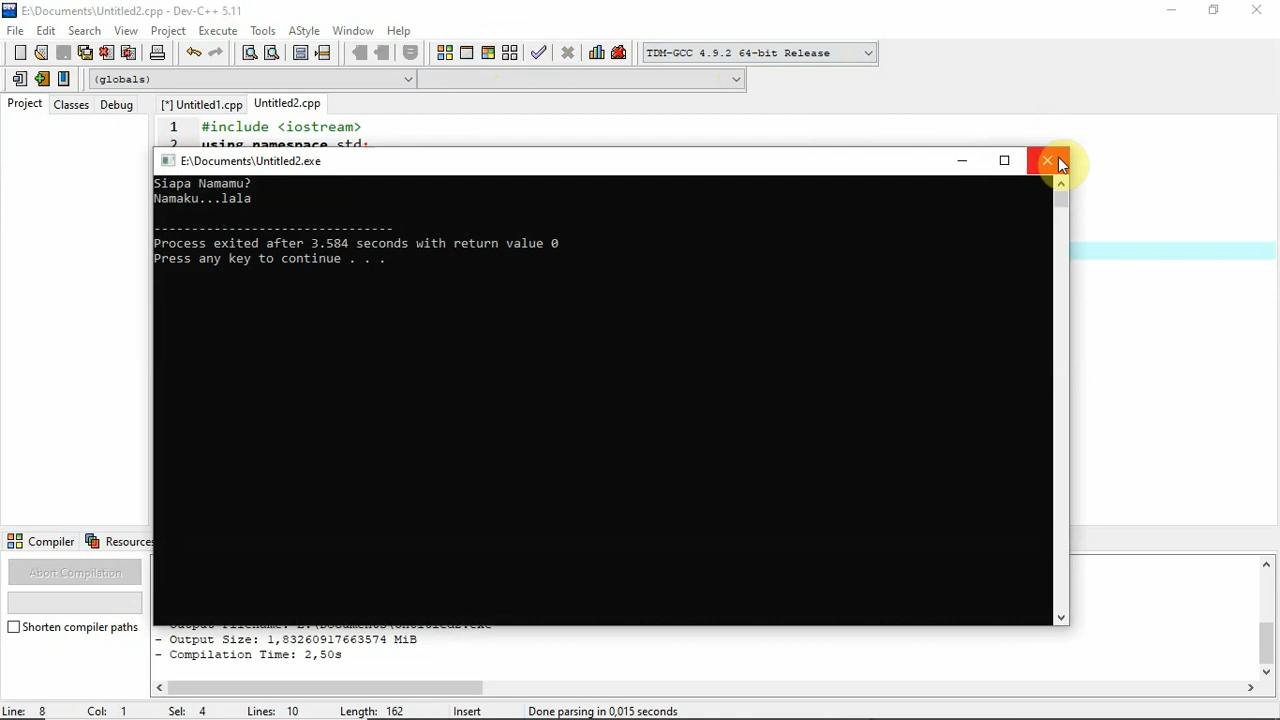 E:\Documents\Untitled2.cpp - Dev-C++ 5.11
File Edit Search View Project Execute Tools AStyle Window Help
TDM-GCC 4.9.2 64-bit Release
(globals)
Project Classes Debug [*] Untitled1.cpp Untitled2.cpp
1 #include <iostream>
2 using namespace std;
E:\Documents\Untitled2.exe
Siapa Namamu?
Namaku...lala
--------------------------------
Process exited after 3.584 seconds with return value 0
Press any key to continue . . .
Compiler Resources
Abort Compilation
Shorten compiler paths
- Output Filename: E:\Documents\Untitled2.exe
- Output Size: 1,83260917663574 MiB
- Compilation Time: 2,50s
Line: 8 Col: 1 Sel: 4 Lines: 10 Length: 162 Insert Done parsing in 0,015 seconds